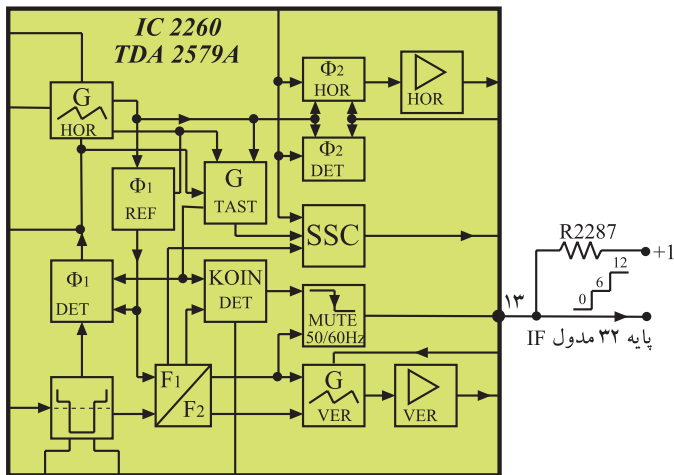 IC 2260
TDA 2579A
G
HOR
Φ2
HOR
HOR
Φ2
DET
Φ1
REF
G
TAST
SSC
Φ1
DET
KOIN
DET
MUTE
50/60Hz
F1
F2
G
VER
VER
R2287
+1
12
6
0
۱۳
پایه ۳۲ مدول IF